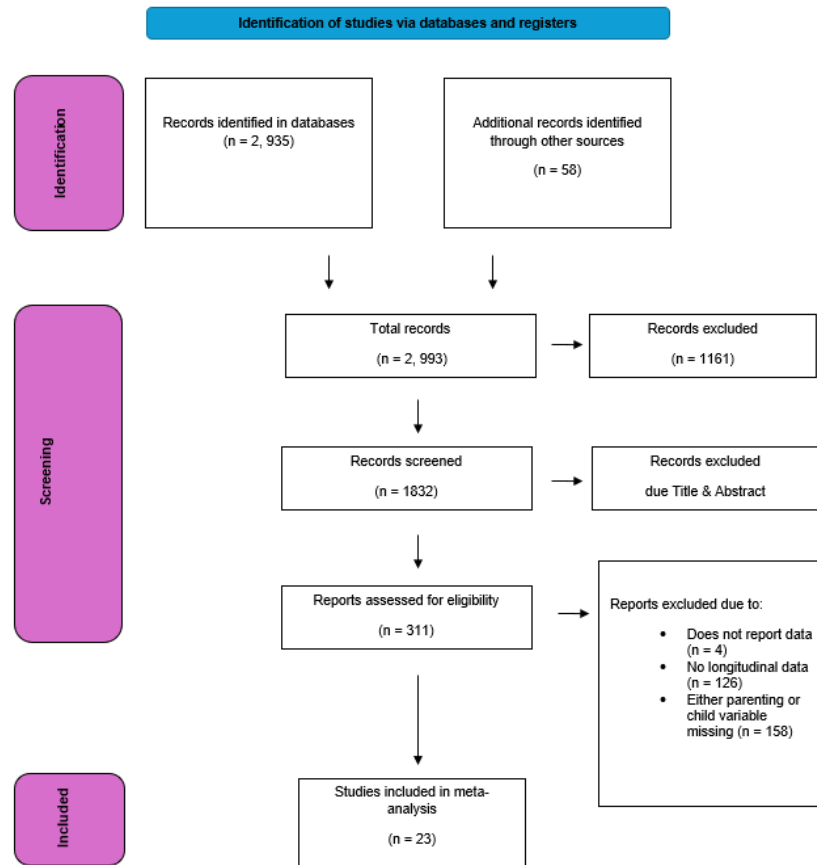 Identification of studies via databases and registers
Identification
Records identified in databases
(n = 2, 935)
Additional records identified
through other sources
(n = 58)
Screening
Total records
(n = 2, 993)
Records excluded
(n = 1161)
Records screened
(n = 1832)
Records excluded
due Title & Abstract
Reports assessed for eligibility
(n = 311)
Reports excluded due to:
• Does not report data
(n = 4)
• No longitudinal data
(n = 126)
• Either parenting or
child variable
missing (n = 158)
Included
Studies included in meta-
analysis
(n = 23)